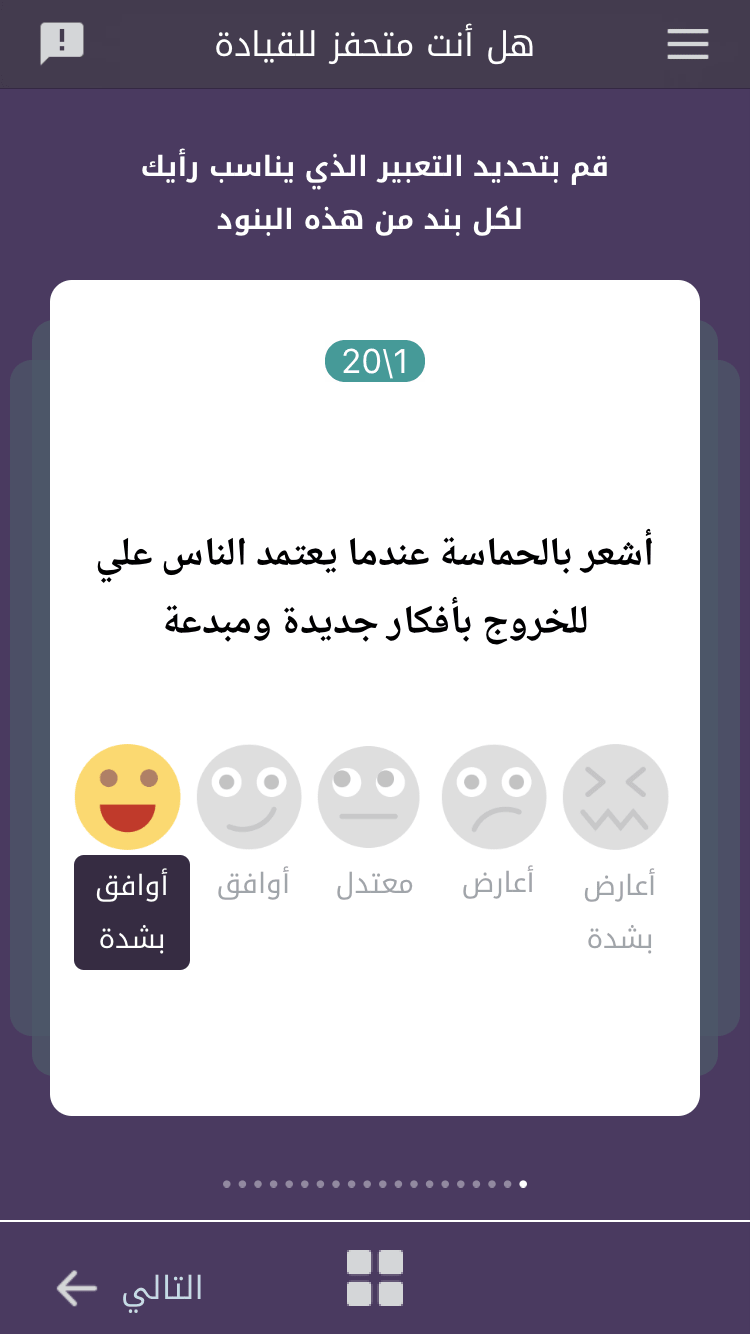 هل أنت متحفز للقيادة
قم بتحديد التعبير الذي يناسب رأيك
لكل بند من هذه البنود
20\1
أشعر بالحماسة عندما يعتمد الناس علي
للخروج بأفكار جديدة ومبدعة
أعارض بشدة
أعارض
معتدل
أوافق
أوافق بشدة
التالي